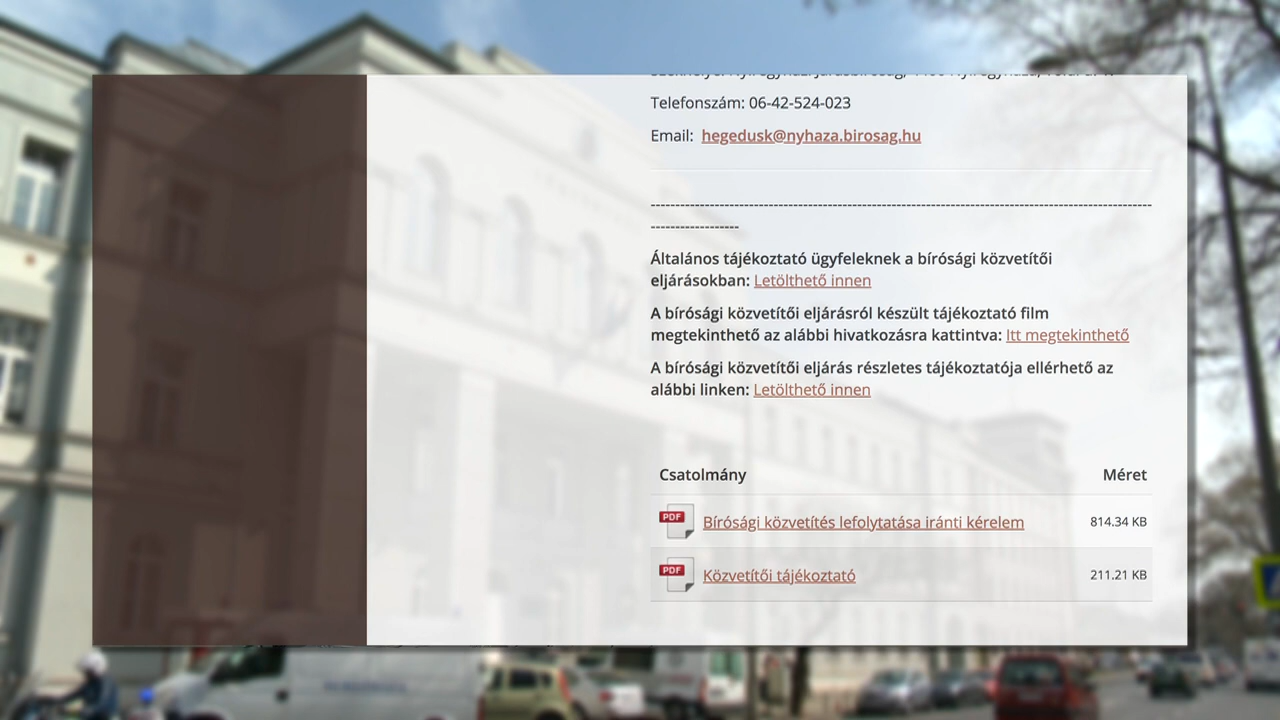 Telefonszám: 06-42-524-023
Email: hegedusk@nyhaza.birosag.hu
-------------------------------------------------------------------------------------------------------
------------------
Általános tájékoztató ügyfeleknek a bírósági közvetítői
eljárásokban: Letölthető innen
A bírósági közvetítői eljárásról készült tájékoztató film
megtekinthető az alábbi hivatkozásra kattintva: Itt megtekinthető
A bírósági közvetítői eljárás részletes tájékoztatója ellérhető az
alábbi linken: Letölthető innen
Csatolmány Méret
PDF Bírósági közvetítés lefolytatása iránti kérelem 814.34 KB
PDF Közvetítői tájékoztató 211.21 KB